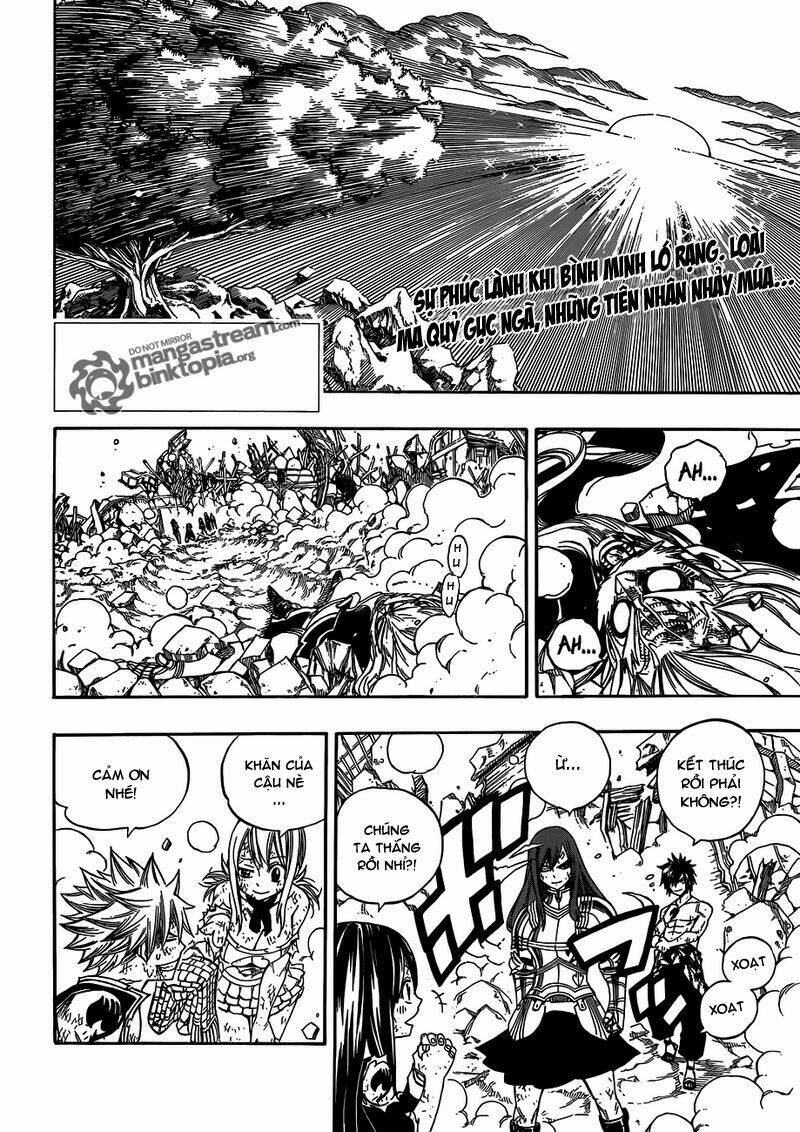 SỰ PHÚC LÀNH KHI BÌNH MINH LÓ RẠNG. LOÀI
MA QUỶ GỤC NGÃ, NHỮNG TIÊN NHÂN NHẢY MÚA...
DO NOT MIRROR
mangastream.com
binktopia.org
HU
HU
AH...
AH...
CẢM ƠN
NHÉ!
KHĂN CỦA
CẬU NÈ
...
CHÚNG
TA THẮNG
RỒI NHỈ?!
Ừ...
KẾT THÚC
RỒI PHẢI
KHÔNG?!
XOẠT
XOẠT